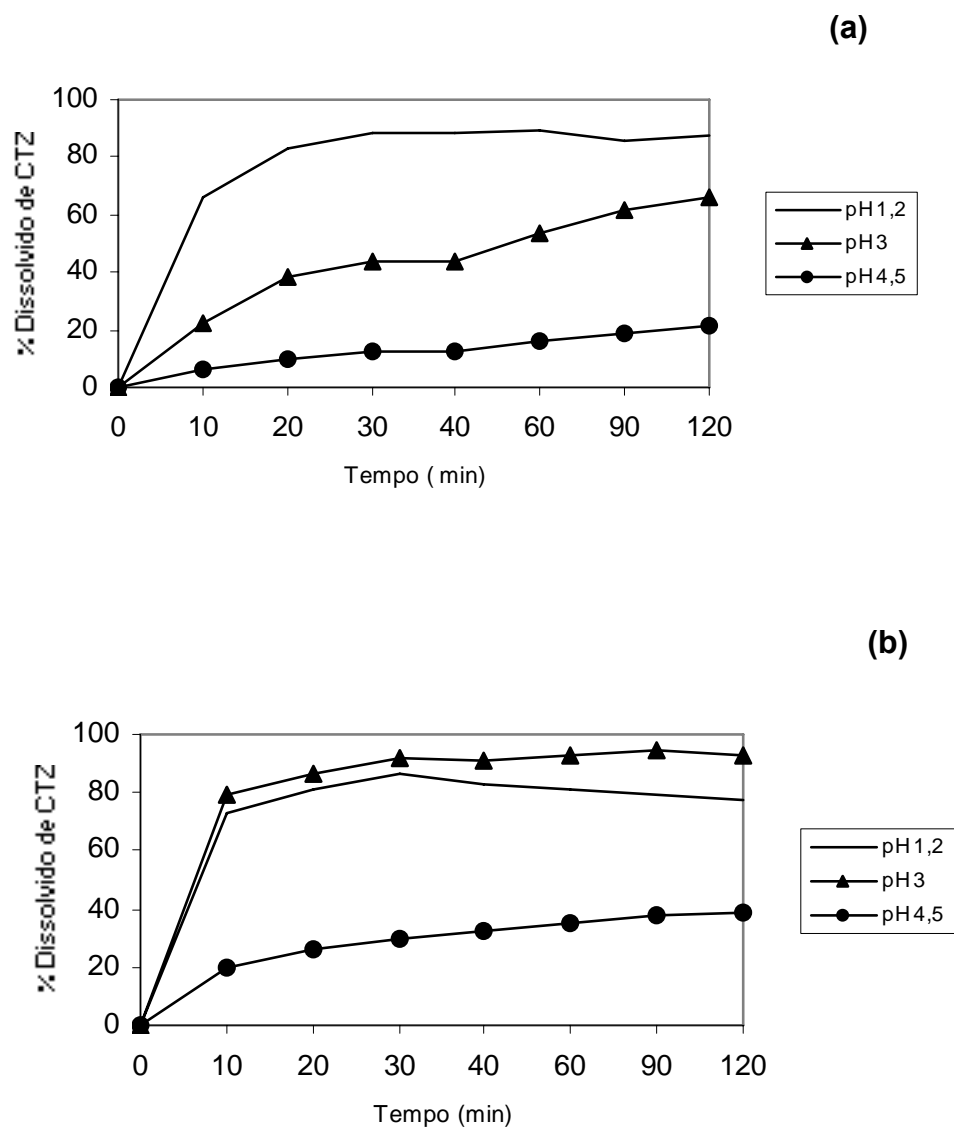 (a)
% Dissolvido de CTZ
100
80
60
40
20
0
0 10 20 30 40 60 90 120
Tempo ( min)
pH1,2
pH3
pH4,5
(b)
% Dissolvido de CTZ
100
80
60
40
20
0
0 10 20 30 40 60 90 120
Tempo (min)
pH1,2
pH3
pH4,5